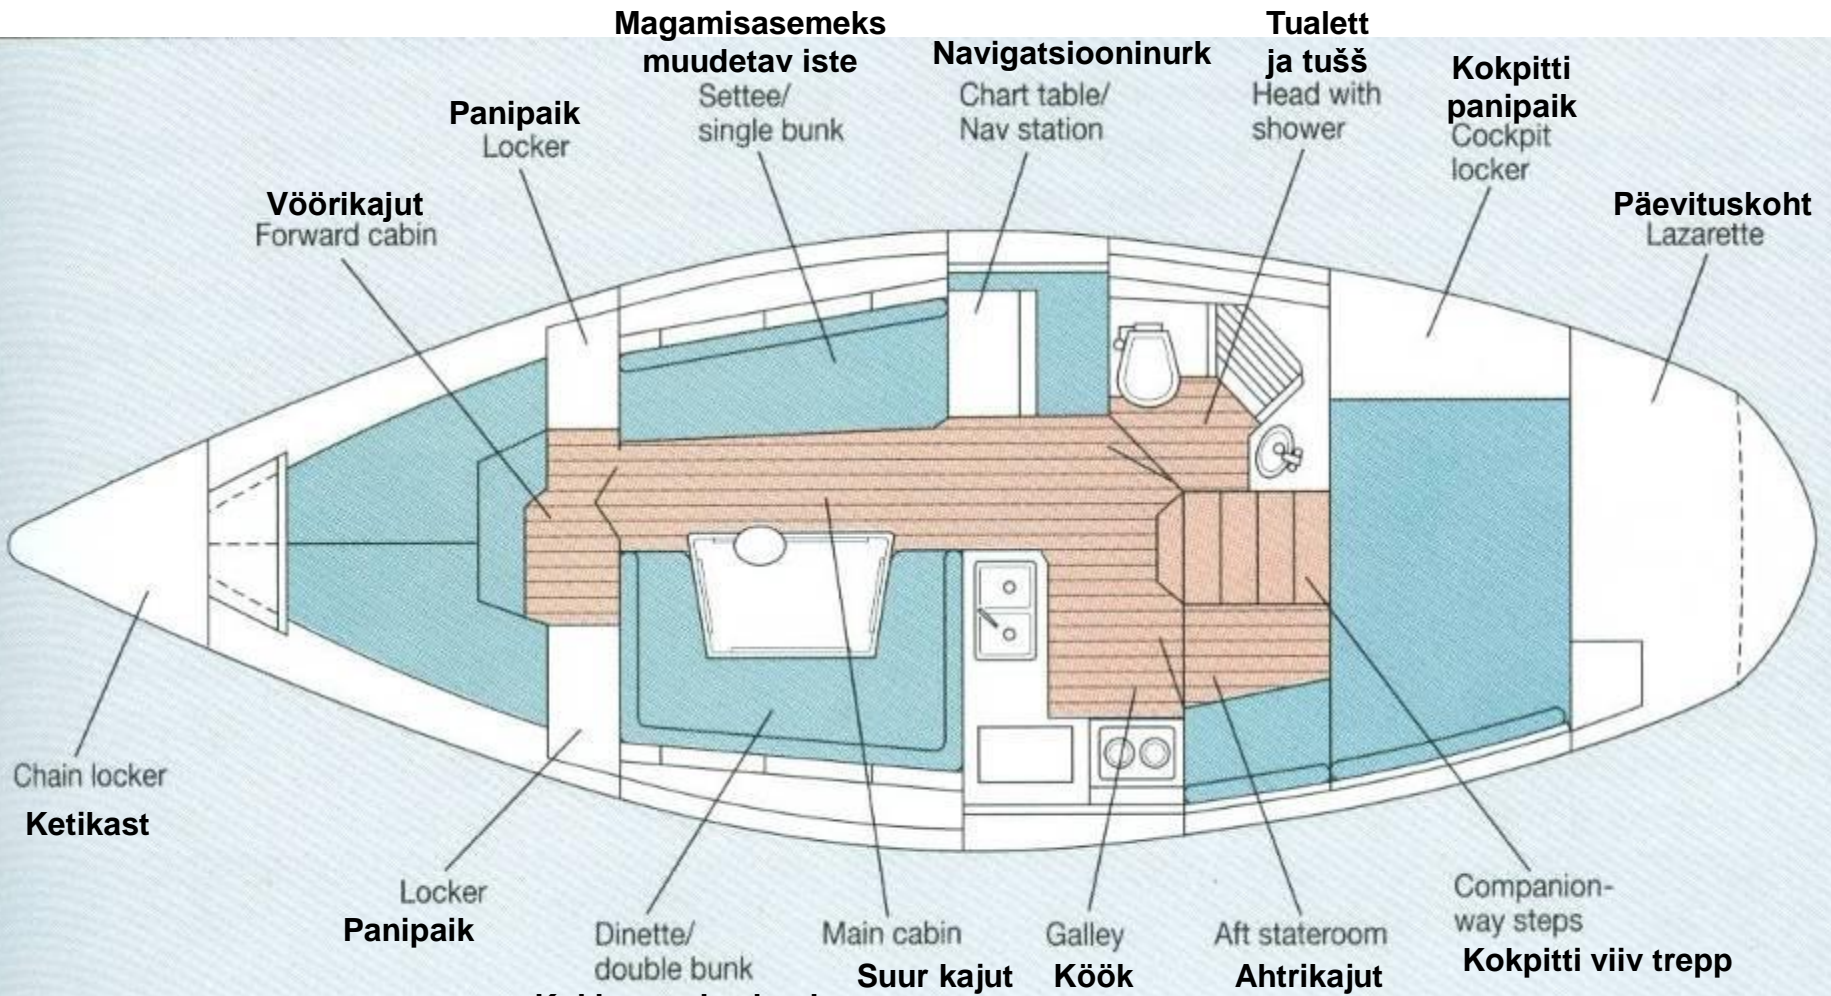 Magamisasemeks
muudetav iste
Settee/
single bunk
Navigatsiooninurk
Chart table/
Nav station
Tualett
ja tušš
Head with
shower
Kokpitti
panipaik
Cockpit
locker
Panipaik
Locker
Vöörikajut
Forward cabin
Päevituskoht
Lazarette
Chain locker
Ketikast
Locker
Panipaik
Dinette/
double bunk
Main cabin
Suur kajut
Galley
Köök
Aft stateroom
Ahtrikajut
Companion-
way steps
Kokpitti viiv trepp